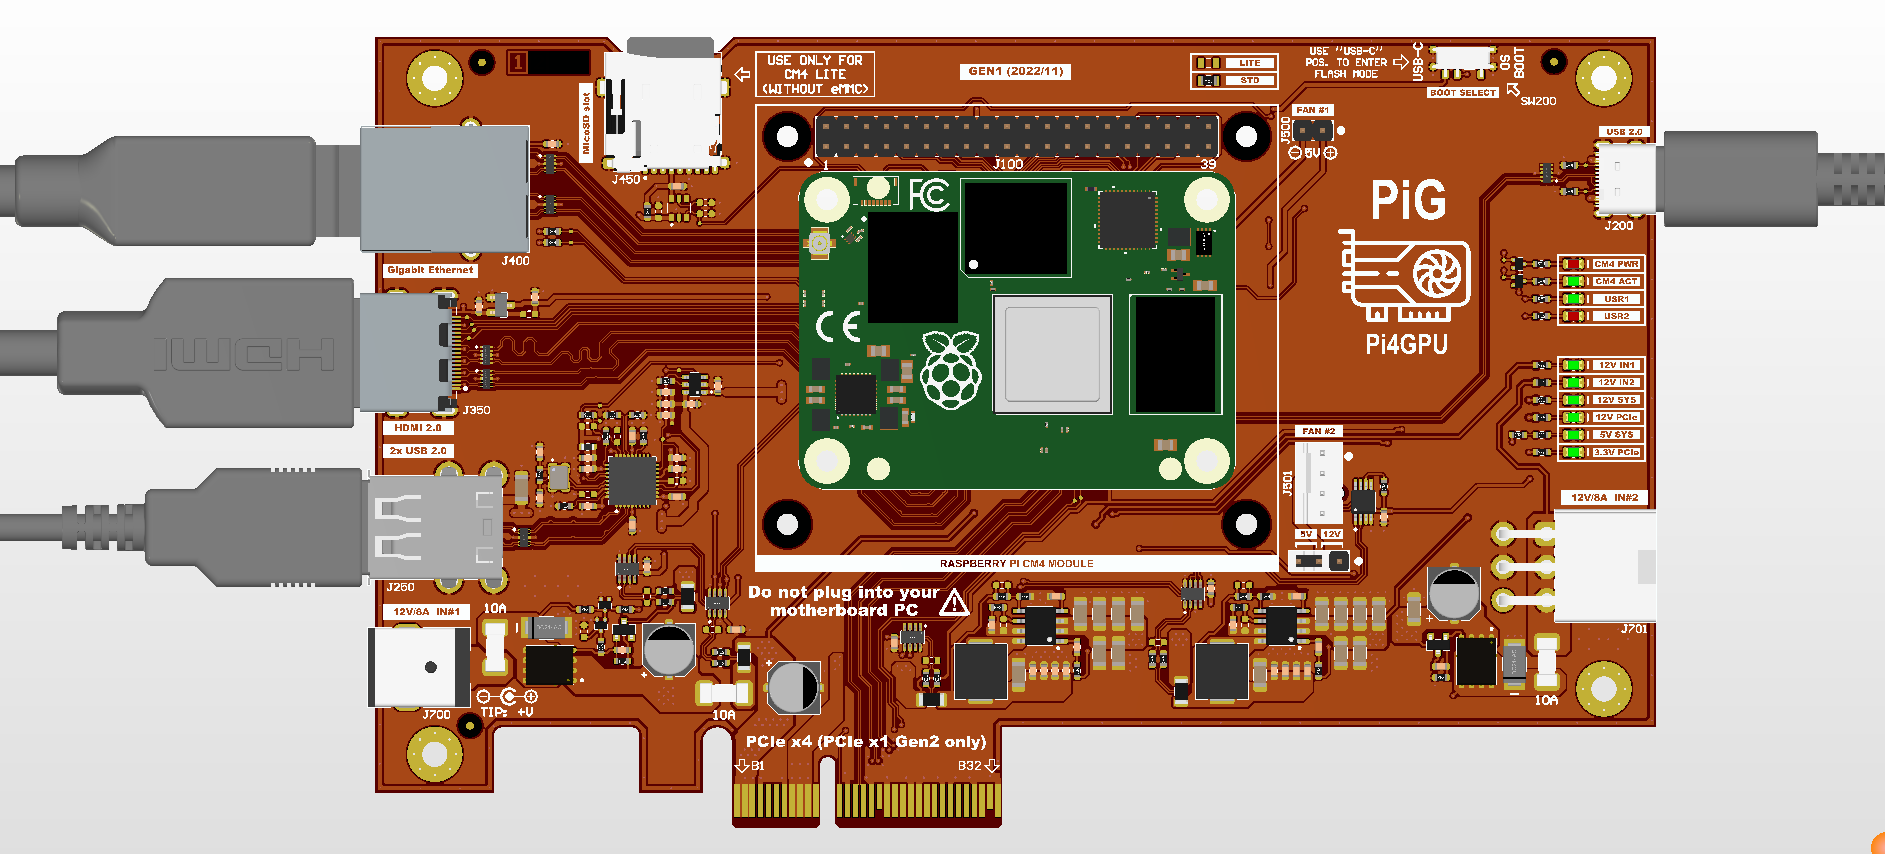 1
USE ONLY FOR
CM4 LITE
(WITHOUT eMMC)
GEN1 (2022/11)
LITE
STD
USE "USB-C"
POS. TO ENTER
FLASH MODE
USB-C
OS
BOOT
BOOT SELECT
SW200
MicoSD slot
J450
FAN #1
J500
5V
USB 2.0
J200
1
J100
39
FC
CE
PiG
Pi4GPU
J400
Gigabit Ethernet
HDMI
J350
HDMI 2.0
2x USB 2.0
CM4 PWR
CM4 ACT
USR1
USR2
12V IN1
12V IN2
12V SYS
12V PCIe
5V SYS
3.3V PCIe
FAN #2
J501
5V
12V
12V/8A IN#2
J701
J250
12V/8A IN#1
10A
RASPBERRY PI CM4 MODULE
Do not plug into your
motherboard PC
J700
TIP: +V
10A
10A
PCIe x4 (PCIe x1 Gen2 only)
B1
B32